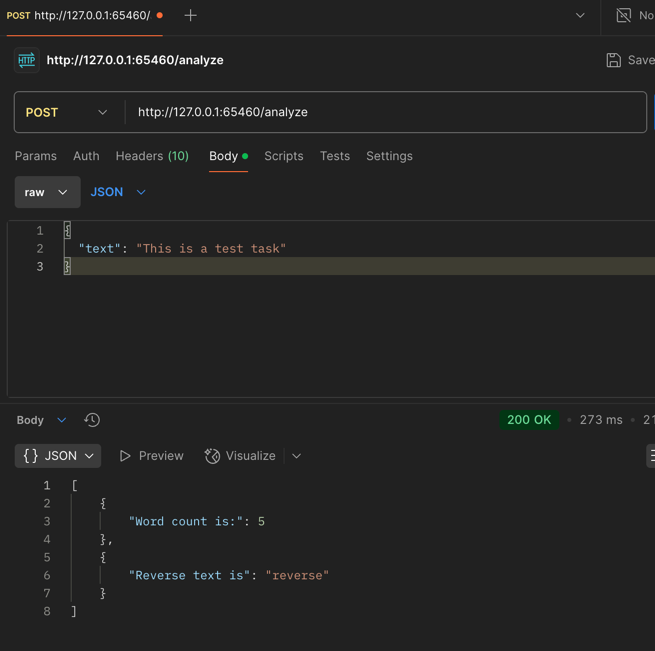 POST http://127.0.0.1:65460/ No
HTTP http://127.0.0.1:65460/analyze Save
POST http://127.0.0.1:65460/analyze
Params Auth Headers (10) Body Scripts Tests Settings
raw JSON
1 {
2 "text": "This is a test task"
3 }
Body 200 OK 273 ms 21
{} JSON Preview Visualize
1 [
2 {
3 "Word count is:": 5
4 },
5 {
6 "Reverse text is": "reverse"
7 }
8 ]